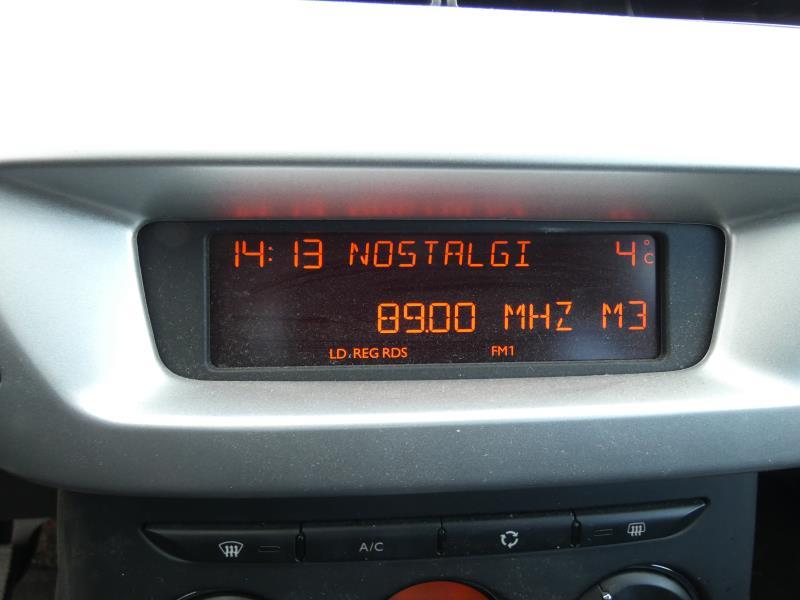 14:13 NOSTALGI 4°C
89.00 MHZ M3
LD REG RDS FM1
A/C